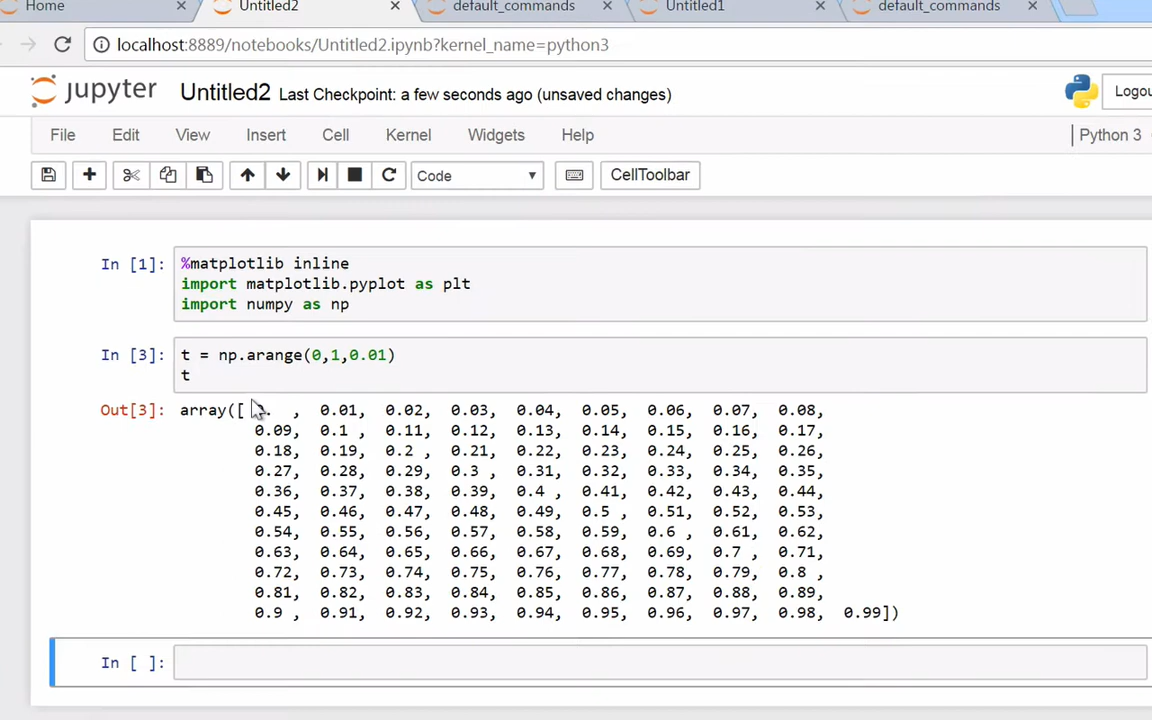 Home Untitled2 default_commands Untitled1 default_commands
localhost:8889/notebooks/Untitled2.ipynb?kernel_name=python3
jupyter Untitled2 Last Checkpoint: a few seconds ago (unsaved changes)
File Edit View Insert Cell Kernel Widgets Help Python 3
Code CellToolbar
In [1]: %matplotlib inline
import matplotlib.pyplot as plt
import numpy as np
In [3]: t = np.arange(0,1,0.01)
t
Out[3]: array([ 0. , 0.01, 0.02, 0.03, 0.04, 0.05, 0.06, 0.07, 0.08,
0.09, 0.1 , 0.11, 0.12, 0.13, 0.14, 0.15, 0.16, 0.17,
0.18, 0.19, 0.2 , 0.21, 0.22, 0.23, 0.24, 0.25, 0.26,
0.27, 0.28, 0.29, 0.3 , 0.31, 0.32, 0.33, 0.34, 0.35,
0.36, 0.37, 0.38, 0.39, 0.4 , 0.41, 0.42, 0.43, 0.44,
0.45, 0.46, 0.47, 0.48, 0.49, 0.5 , 0.51, 0.52, 0.53,
0.54, 0.55, 0.56, 0.57, 0.58, 0.59, 0.6 , 0.61, 0.62,
0.63, 0.64, 0.65, 0.66, 0.67, 0.68, 0.69, 0.7 , 0.71,
0.72, 0.73, 0.74, 0.75, 0.76, 0.77, 0.78, 0.79, 0.8 ,
0.81, 0.82, 0.83, 0.84, 0.85, 0.86, 0.87, 0.88, 0.89,
0.9 , 0.91, 0.92, 0.93, 0.94, 0.95, 0.96, 0.97, 0.98, 0.99])
In [ ]: